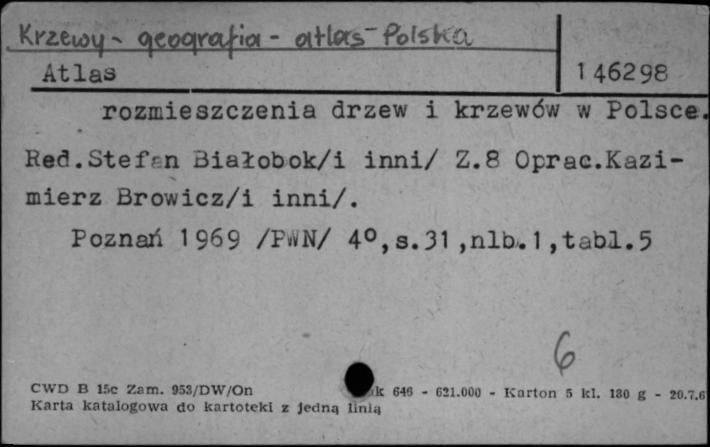 Krzewy - geografia - atlas - Polska
Atlas
146298
rozmieszczenia drzew i krzewów w Polsce.
Red.Stefan Białobok/i inni/ Z.8 Oprac.Kazi-
mierz Browicz/i inni/.
Poznań 1969 /PWN/ 4°,s.31,nlb.1,tabl.5
6
CWD B 15c Zam. 953/DW/On k 646 - 621.000 - Karton 5 kl. 180 g - 20.7.6
Karta katalogowa do kartoteki z jedną linią